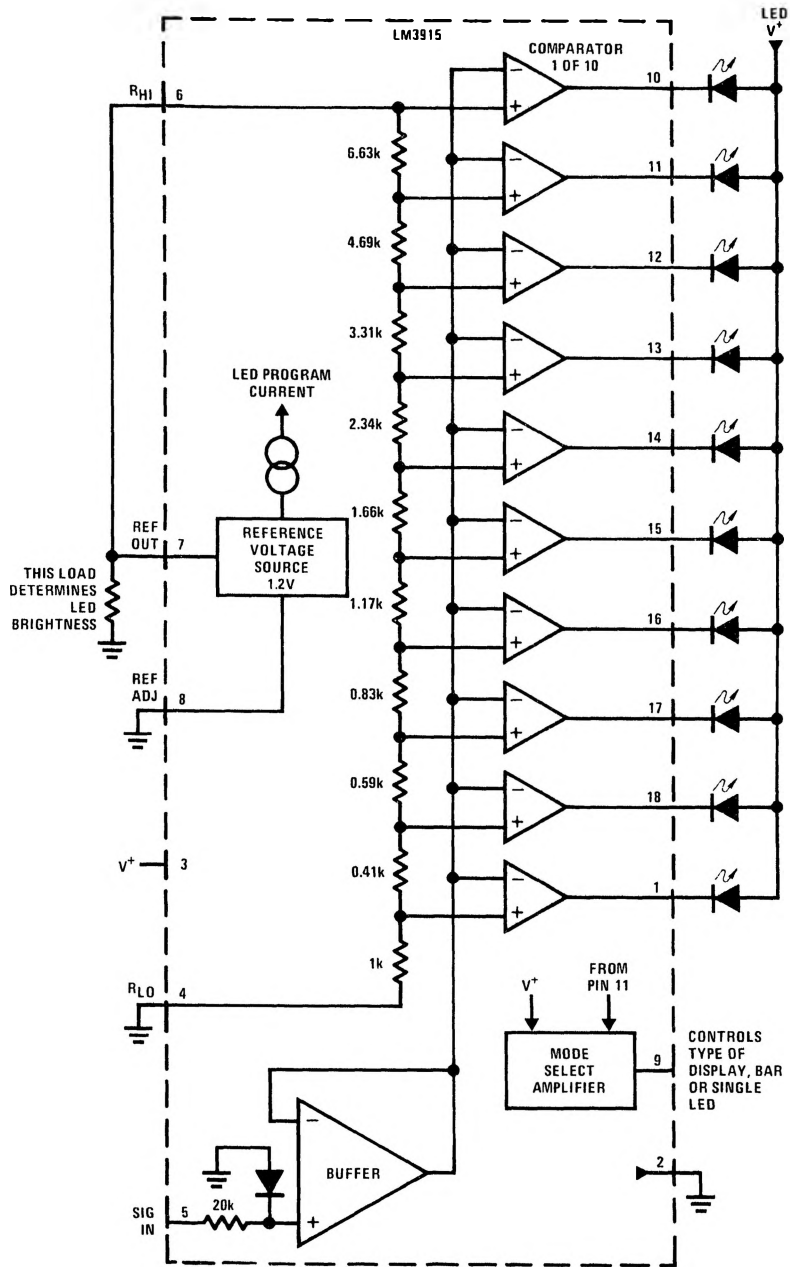 LED
V+
LM3915
COMPARATOR
1 OF 10
RHI 6
10
6.63k
11
4.69k
12
3.31k
13
LED PROGRAM
CURRENT
2.34k
14
1.66k
15
REF
OUT 7
REFERENCE
VOLTAGE
SOURCE
1.2V
THIS LOAD
DETERMINES
LED
BRIGHTNESS
1.17k
16
REF
ADJ 8
0.83k
17
0.59k
18
V+ 3
0.41k
1
1k
RLO 4
V+
FROM
PIN 11
MODE
SELECT
AMPLIFIER
9
CONTROLS
TYPE OF
DISPLAY, BAR
OR SINGLE
LED
BUFFER
2
SIG
IN 5
20k
− +
− +
− +
− +
− +
− +
− +
− +
− +
− +
− +